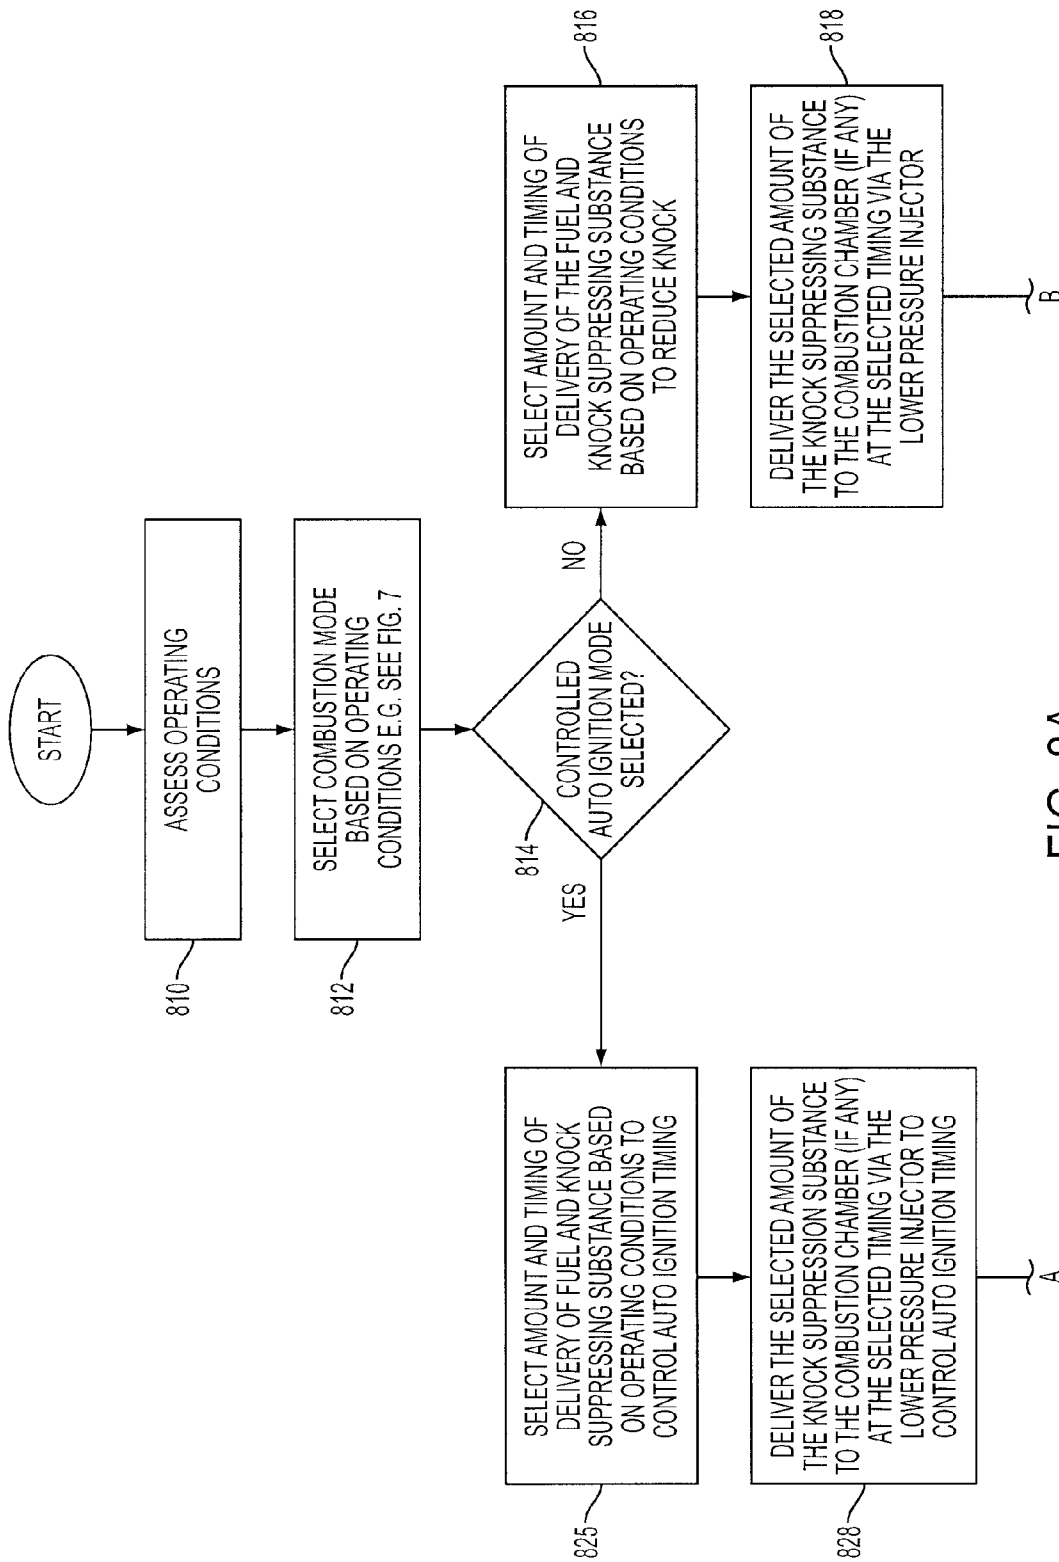 START
ASSESS OPERATING
CONDITIONS
810
SELECT COMBUSTION MODE
BASED ON OPERATING
CONDITIONS E.G. SEE FIG. 7
812
CONTROLLED
AUTO IGNITION MODE
SELECTED?
814
YES
NO
SELECT AMOUNT AND TIMING OF
DELIVERY OF FUEL AND KNOCK
SUPPRESSING SUBSTANCE BASED
ON OPERATING CONDITIONS TO
CONTROL AUTO IGNITION TIMING
825
DELIVER THE SELECTED AMOUNT OF
THE KNOCK SUPPRESSION SUBSTANCE
TO THE COMBUSTION CHAMBER (IF ANY)
AT THE SELECTED TIMING VIA THE
LOWER PRESSURE INJECTOR TO
CONTROL AUTO IGNITION TIMING
828
A
SELECT AMOUNT AND TIMING OF
DELIVERY OF THE FUEL AND
KNOCK SUPPRESSING SUBSTANCE
BASED ON OPERATING CONDITIONS
TO REDUCE KNOCK
816
DELIVER THE SELECTED AMOUNT OF
THE KNOCK SUPPRESSING SUBSTANCE
TO THE COMBUSTION CHAMBER (IF ANY)
AT THE SELECTED TIMING VIA THE
LOWER PRESSURE INJECTOR
818
B